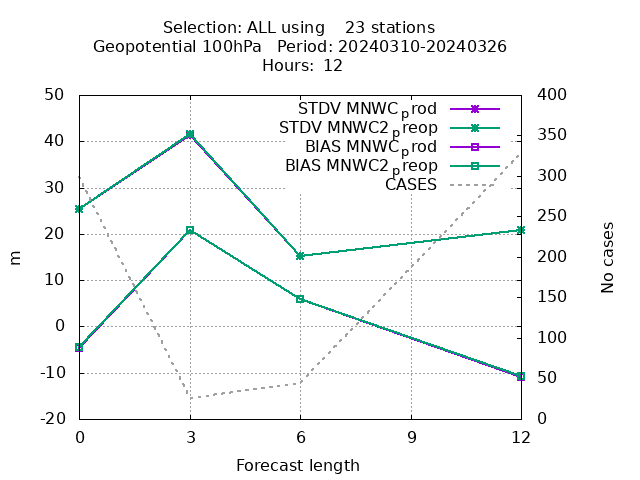 Selection: ALL using    23 stations
Geopotential 100hPa   Period: 20240310-20240326
Hours: 12
STDV MNWC_prod
STDV MNWC2_preop
BIAS MNWC_prod
BIAS MNWC2_preop
CASES
50
40
30
20
10
0
-10
-20
m
400
350
300
250
200
150
100
50
0
No cases
0 3 6 9 12
Forecast length